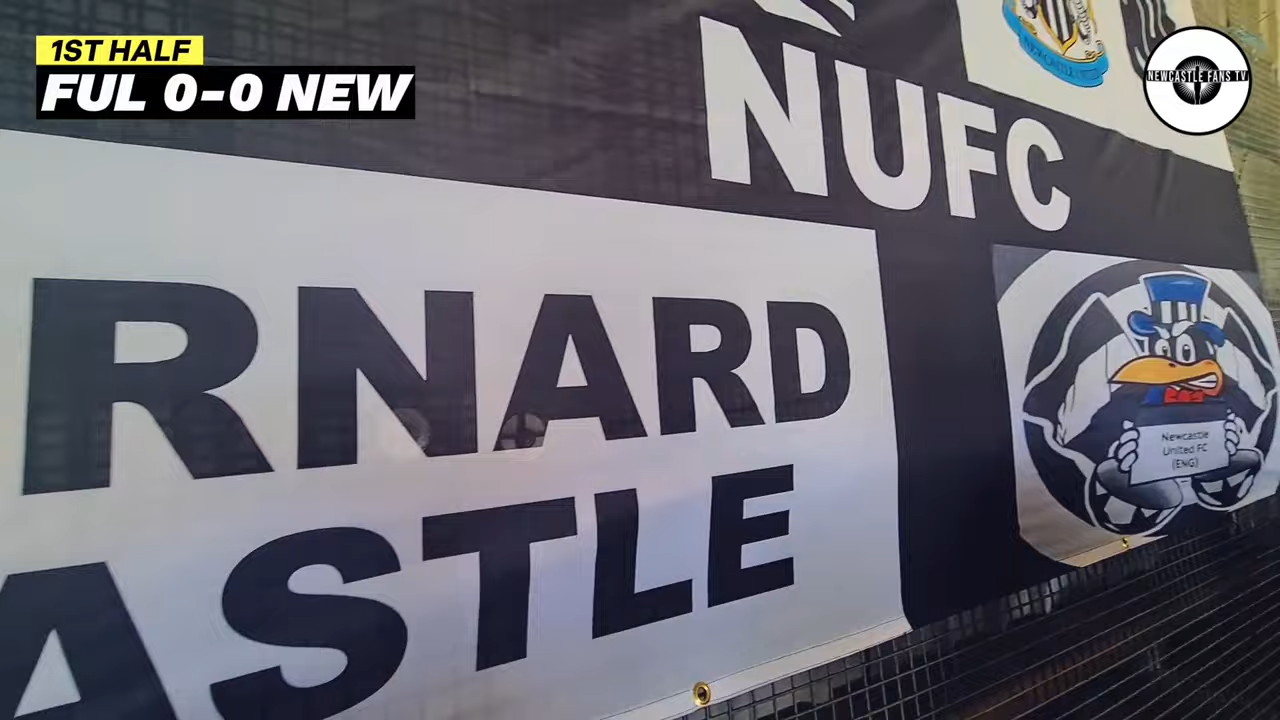 1ST HALF
FUL 0-0 NEW
NEWCASTLE FANS TV
NUFC
RNARD
ASTLE
Newcastle
United FC
(ENG)